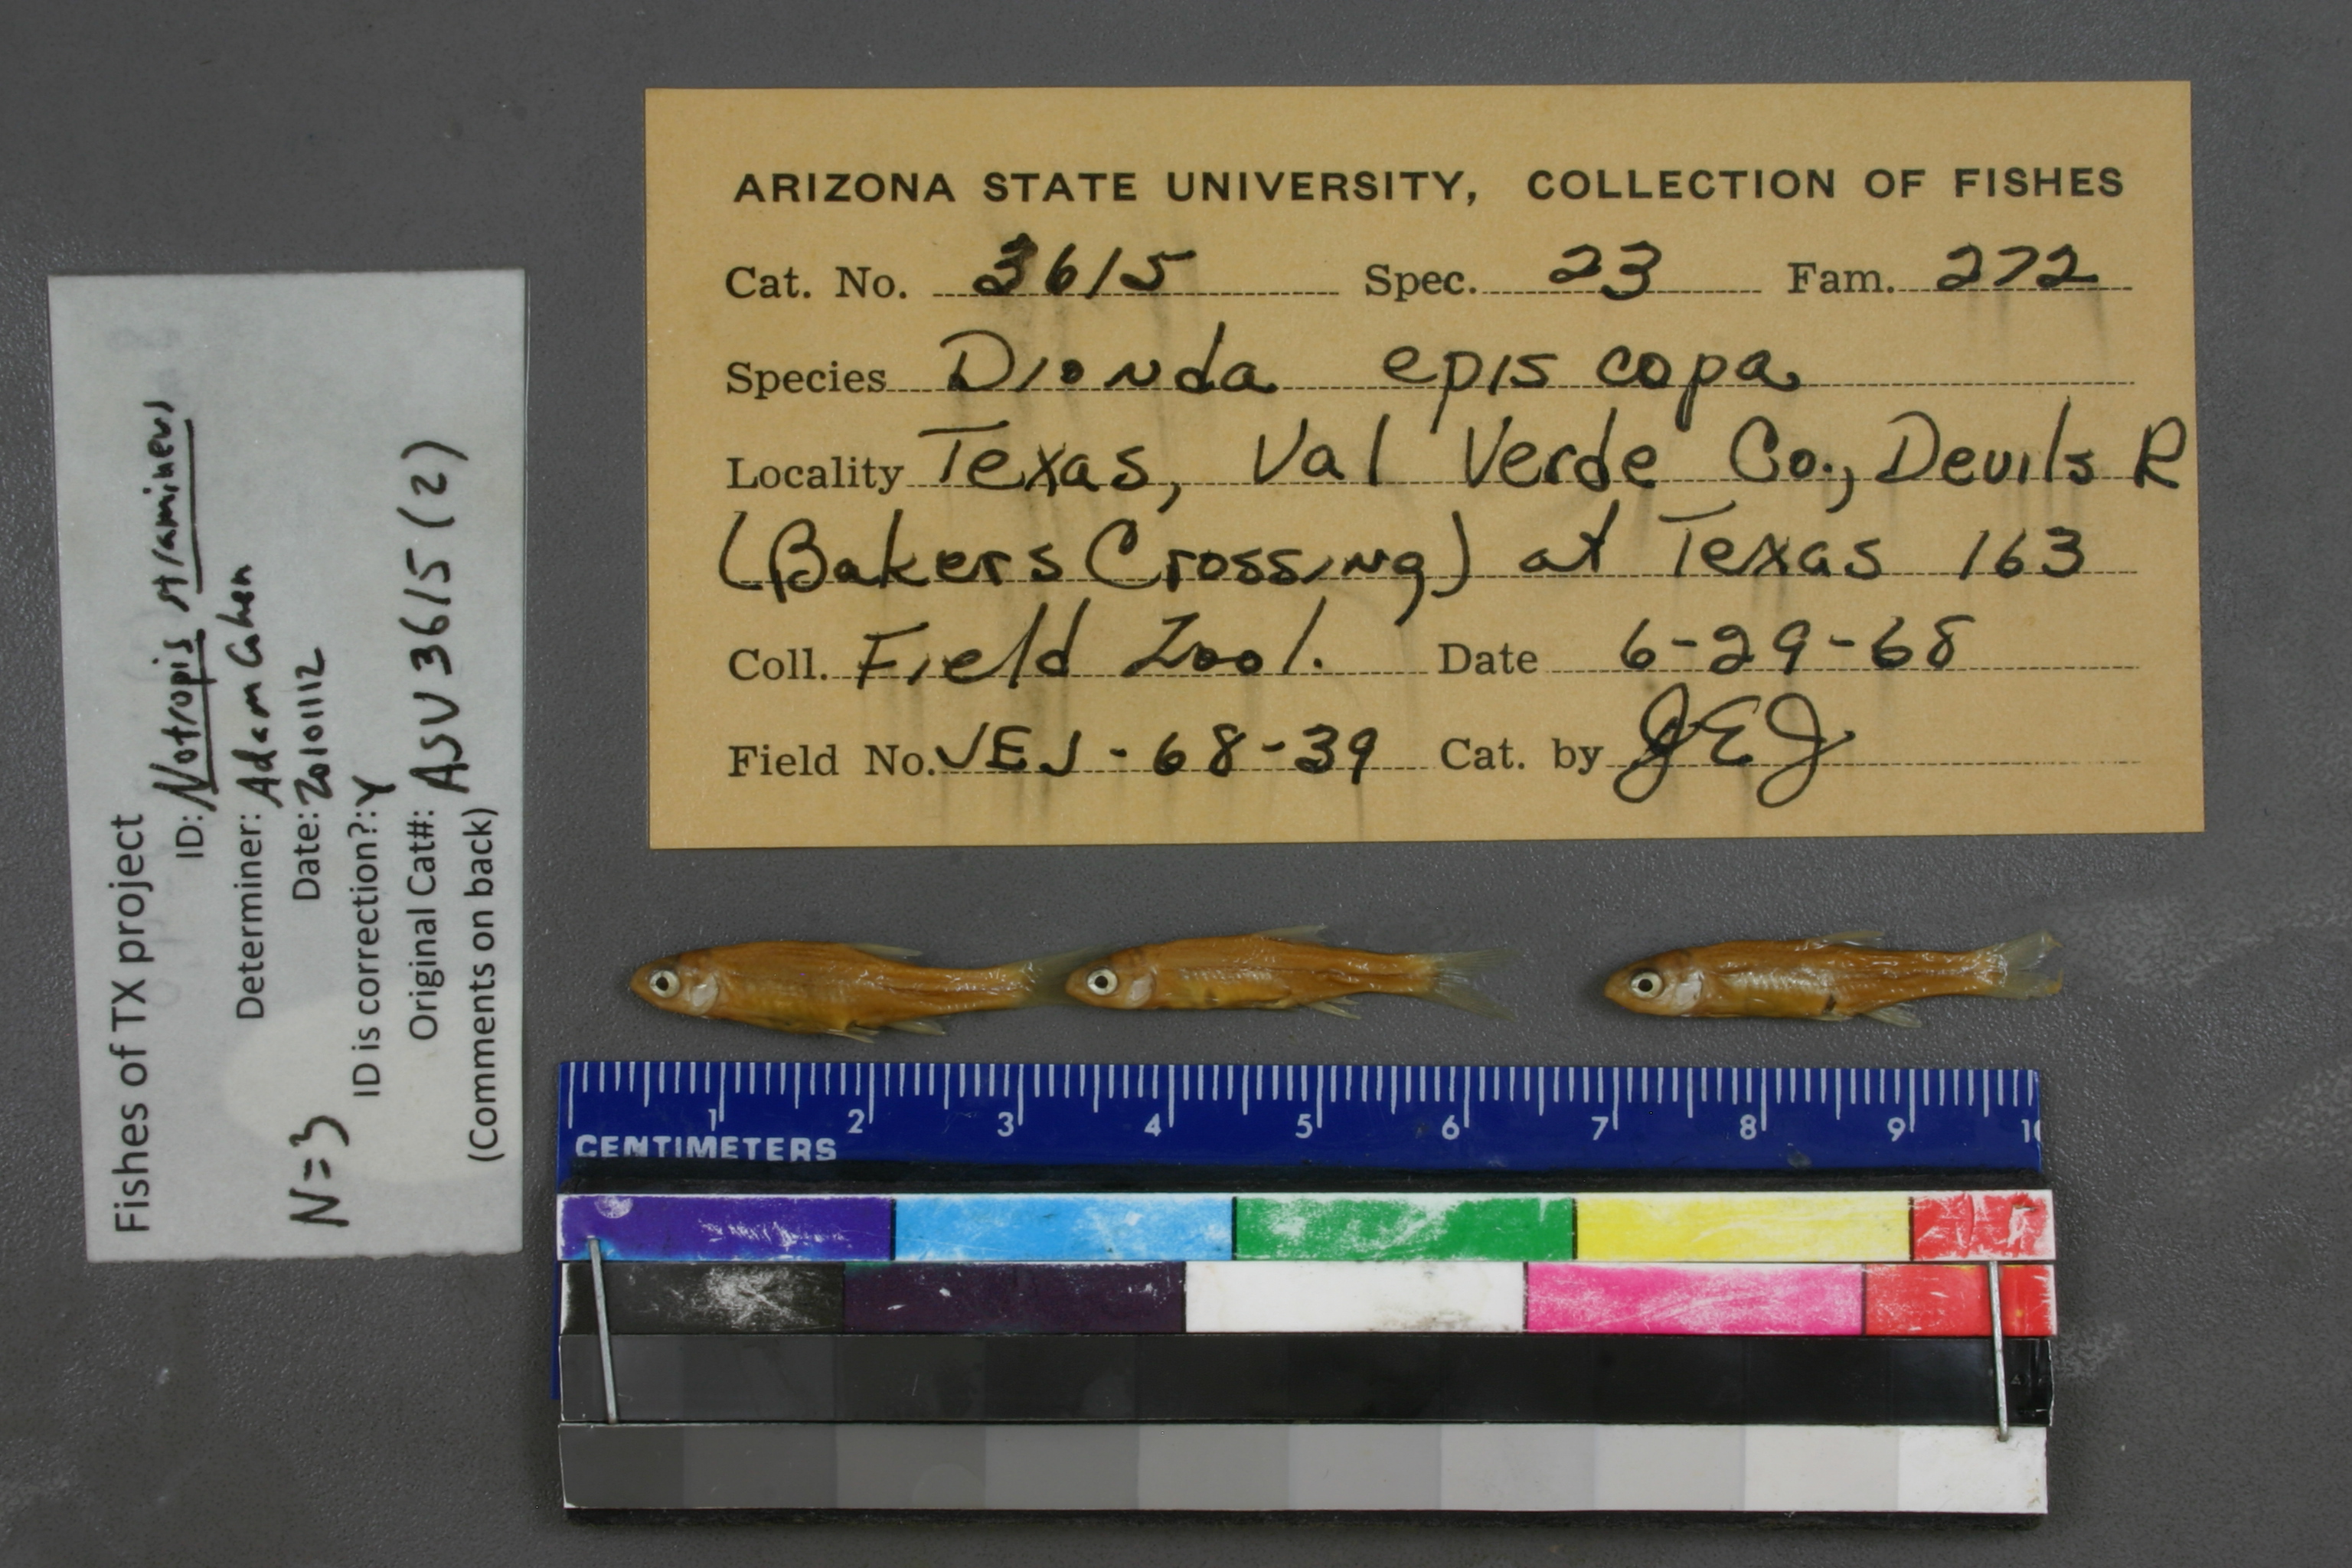 ARIZONA STATE UNIVERSITY, COLLECTION OF FISHES
Cat. No. 3615 Spec. 23 Fam. 272
Species Dionda episcopa
Locality Texas, Val Verde Co., Devils R
(Bakers Crossing) at Texas 163
Coll. Field Zool. Date 6-29-68
Field No. JEJ-68-39 Cat. by JEJ
Fishes of TX project
ID: Notropis stramineus
Determiner: Adam Cohen
Date: 20101112
N=3
ID is correction?: Y
Original Cat#: ASU 3615 (2)
(Comments on back)
1 2 3 4 5 6 7 8 9 10
CENTIMETERS